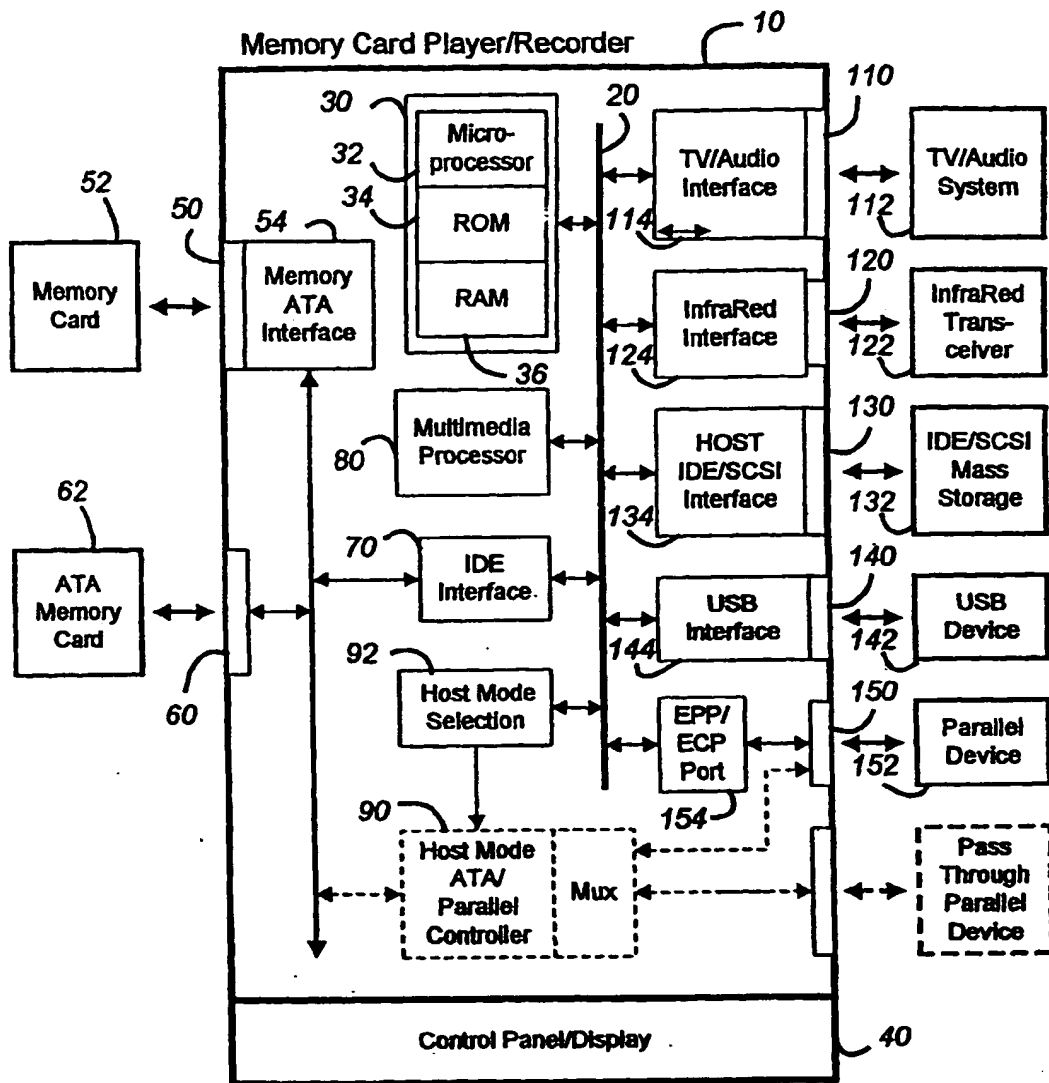 Memory Card Player/Recorder
10
30
20
110
32
Micro-
processor
TV/Audio
Interface
TV/Audio
System
52
50
54
34
ROM
114
112
Memory
Card
Memory
ATA
Interface
RAM
120
InfraRed
Interface
InfraRed
Trans-
ceiver
36
124
122
130
80
Multimedia
Processor
HOST
IDE/SCSI
Interface
IDE/SCSI
Mass
Storage
62
134
132
70
140
ATA
Memory
Card
IDE
Interface
USB
Interface
USB
Device
60
92
144
142
Host Mode
Selection
150
EPP/
ECP
Port
Parallel
Device
90
154
152
Host Mode
ATA/
Parallel
Controller
Mux
Pass
Through
Parallel
Device
Control Panel/Display
40